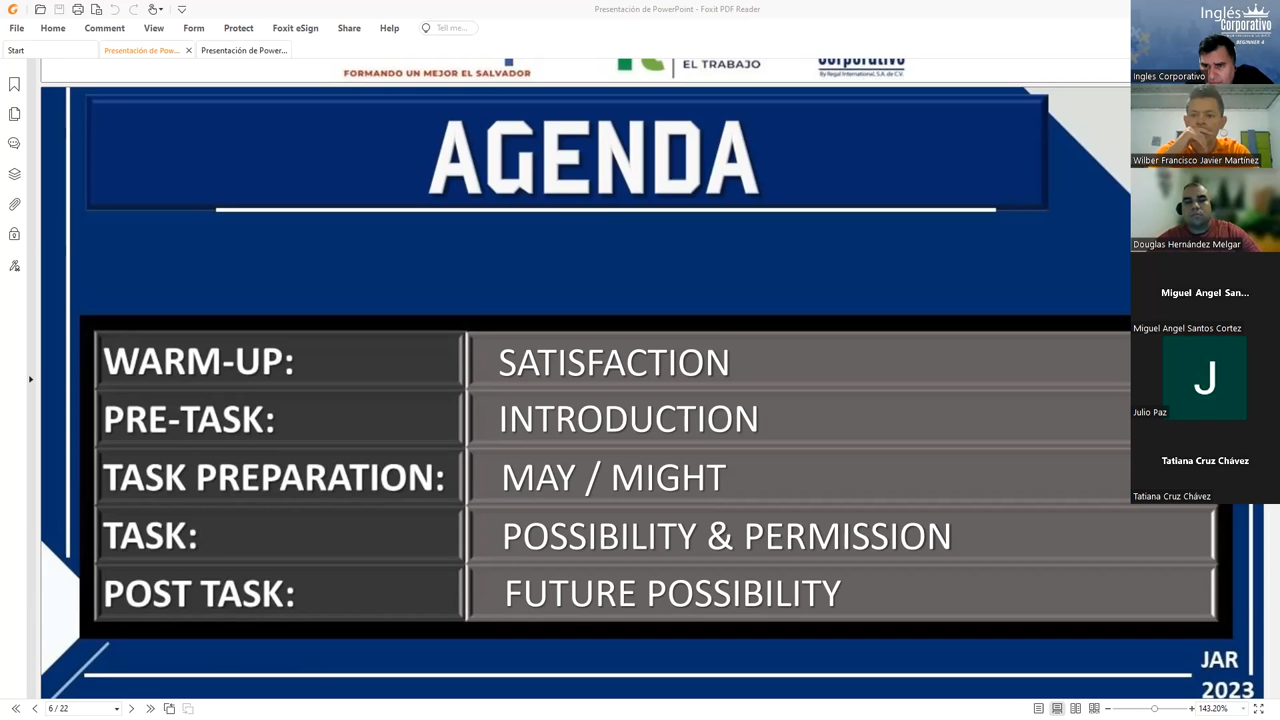 Presentación de PowerPoint - Foxit PDF Reader
File Home Comment View Form Protect Foxit eSign Share Help Tell me...
Start Presentación de Pow... Presentación de Power...
FORMANDO UN MEJOR EL SALVADOR
EL TRABAJO
Corporativo
By Regal International, S.A. de C.V.
AGENDA
WARM-UP: SATISFACTION
PRE-TASK: INTRODUCTION
TASK PREPARATION: MAY / MIGHT
TASK: POSSIBILITY & PERMISSION
POST TASK: FUTURE POSSIBILITY
JAR
2023
Inglés
Corporativo
BEGINNER 4
Ingles Corporativo
Wilber Francisco Javier Martínez
Douglas Hernández Melgar
Miguel Angel San...
Miguel Angel Santos Cortez
J
Julio Paz
Tatiana Cruz Chávez
Tatiana Cruz Chávez
6 / 22
143.20%